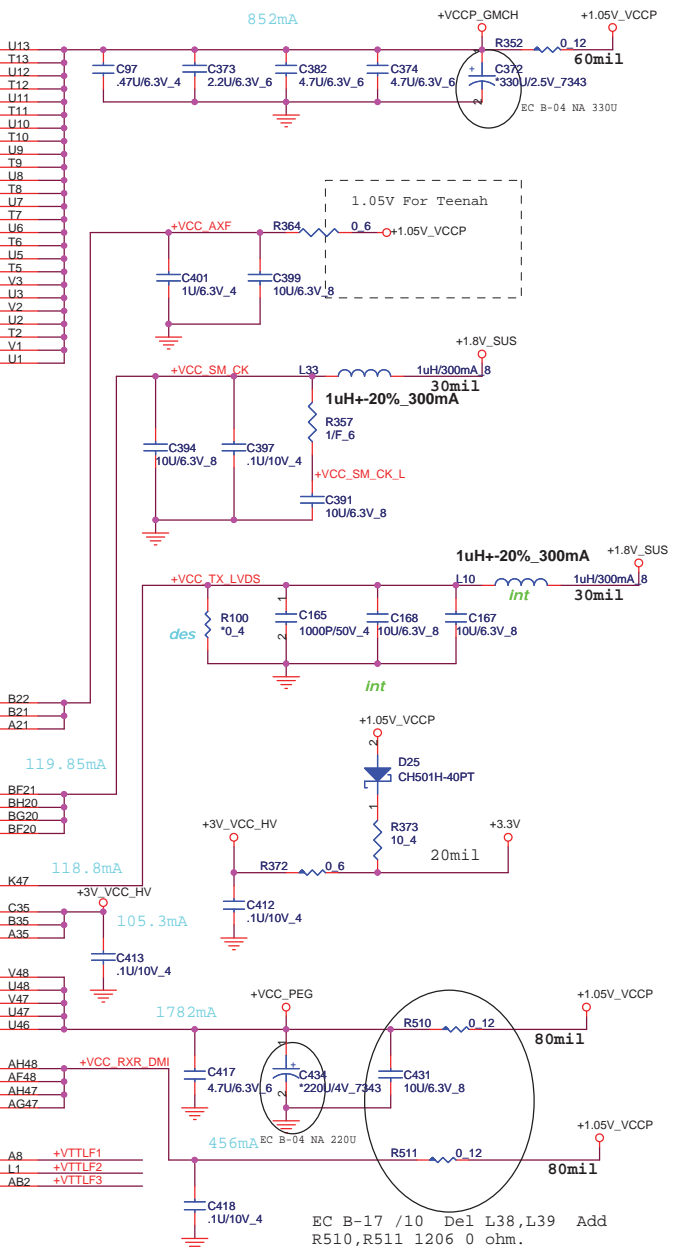 852mA
+VCCP_GMCH
+1.05V_VCCP
R352
0_12
60mil
U13
T13
U12
T12
U11
T11
U10
T10
U9
T9
U8
T8
U7
T7
U6
T6
U5
T5
V3
U3
V2
U2
T2
V1
U1
C97
.47U/6.3V_4
C373
2.2U/6.3V_6
C382
4.7U/6.3V_6
C374
4.7U/6.3V_6
1
+
C372
*330U/2.5V_7343
2
EC B-04 NA 330U
1.05V For Teenah
+VCC_AXF
R364
0_6
+1.05V_VCCP
C401
1U/6.3V_4
C399
10U/6.3V_8
+1.8V_SUS
+VCC_SM_CK
L33
1uH/300mA_8
30mil
1uH+-20%_300mA
R357
1/F_6
C394
10U/6.3V_8
C397
.1U/10V_4
+VCC_SM_CK_L
C391
10U/6.3V_8
1uH+-20%_300mA
+1.8V_SUS
+VCC_TX_LVDS
L10
1uH/300mA_8
int
30mil
des
R100
*0_4
1
C165
1000P/50V_4
2
C168
10U/6.3V_8
C167
10U/6.3V_8
int
B22
B21
A21
+1.05V_VCCP
2
D25
CH501H-40PT
1
119.85mA
BF21
BH20
BG20
BF20
+3V_VCC_HV
R373
10_4
+3.3V
20mil
R372
0_6
118.8mA
K47
+3V_VCC_HV
C35
B35
A35
105.3mA
C412
.1U/10V_4
C413
.1U/10V_4
V48
U48
V47
U47
U46
1782mA
+VCC_PEG
+1.05V_VCCP
R510
0_12
80mil
AH48
AF48
AH47
AG47
+VCC_RXR_DMI
C417
4.7U/6.3V_6
1
+
C434
*220U/4V_7343
2
C431
10U/6.3V_8
EC B-04 NA 220U
456mA
+1.05V_VCCP
R511
0_12
80mil
A8
+VTTLF1
L1
+VTTLF2
AB2
+VTTLF3
C418
.1U/10V_4
EC B-17 /10 Del L38,L39 Add
R510,R511 1206 0 ohm.